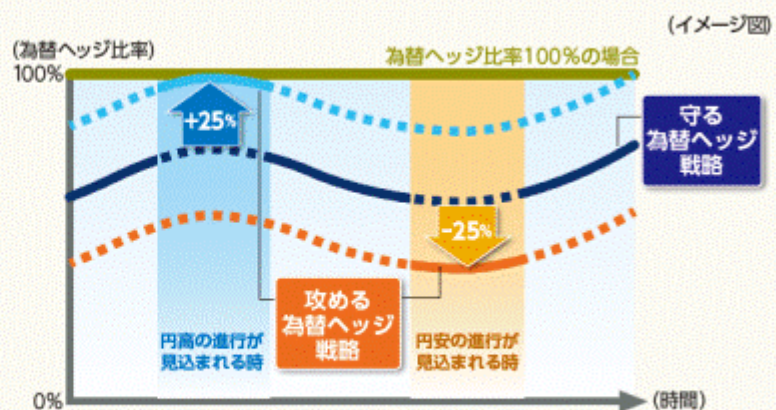 (イメージ図)
(為替ヘッジ比率)
為替ヘッジ比率100%の場合
100%
+25%
守る
為替ヘッジ
戦略
-25%
攻める
為替ヘッジ
戦略
円高の進行が
見込まれる時
円安の進行が
見込まれる時
0%
(時間)